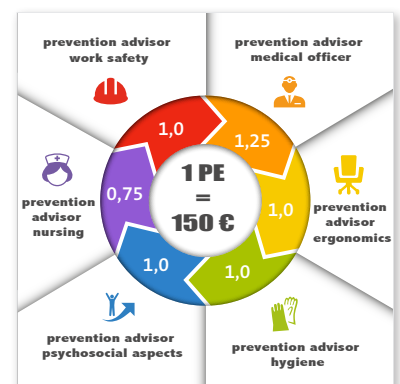 prevention advisor
work safety
prevention advisor
medical officer
1,0
1,25
prevention
advisor
nursing
0,75
1 PE
=
150 €
1,0
prevention
advisor
ergonomics
1,0
1,0
prevention advisor
psychosocial aspects
prevention advisor
hygiene